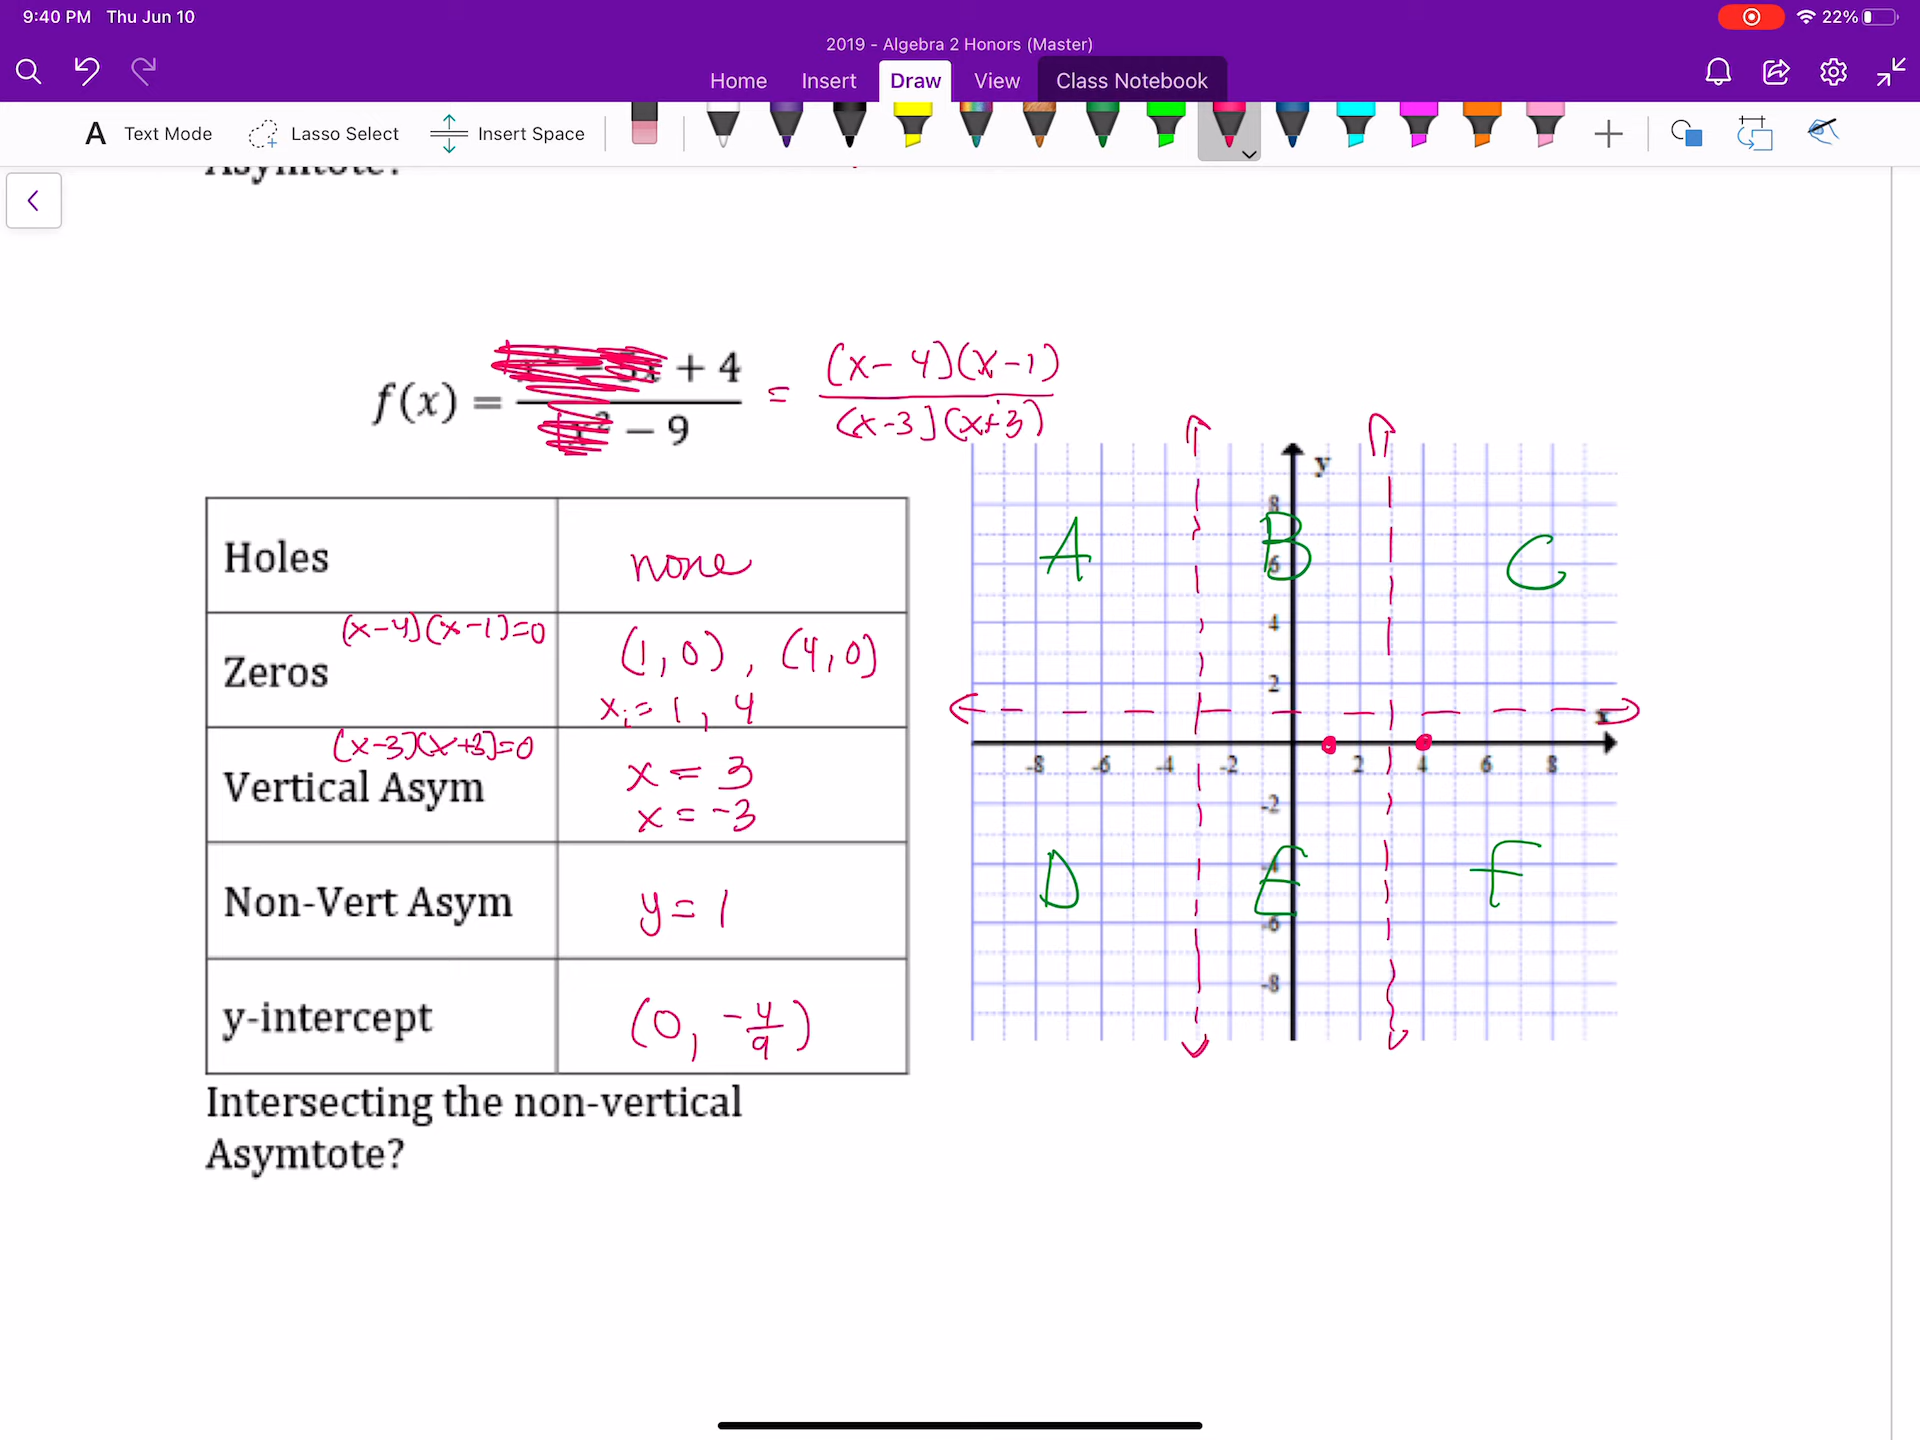 9:40 PM Thu Jun 10
22%
2019 - Algebra 2 Honors (Master)
Home Insert Draw View Class Notebook
A Text Mode Lasso Select Insert Space
Asymtote?
f(x) = + 4 / x² - 9 = (x-4)(x-1) / (x-3)(x+3)
Holes none
Zeros (x-4)(x-1)=0 (1,0), (4,0)
x = 1, 4
Vertical Asym (x-3)(x+3)=0 x = 3
x = -3
Non-Vert Asym y = 1
y-intercept (0, -4/9)
Intersecting the non-vertical
Asymtote?
y
8
A B C
6
4
2
x
-8 -6 -4 -2 2 4 6 8
-2
-4
D E F
-6
-8